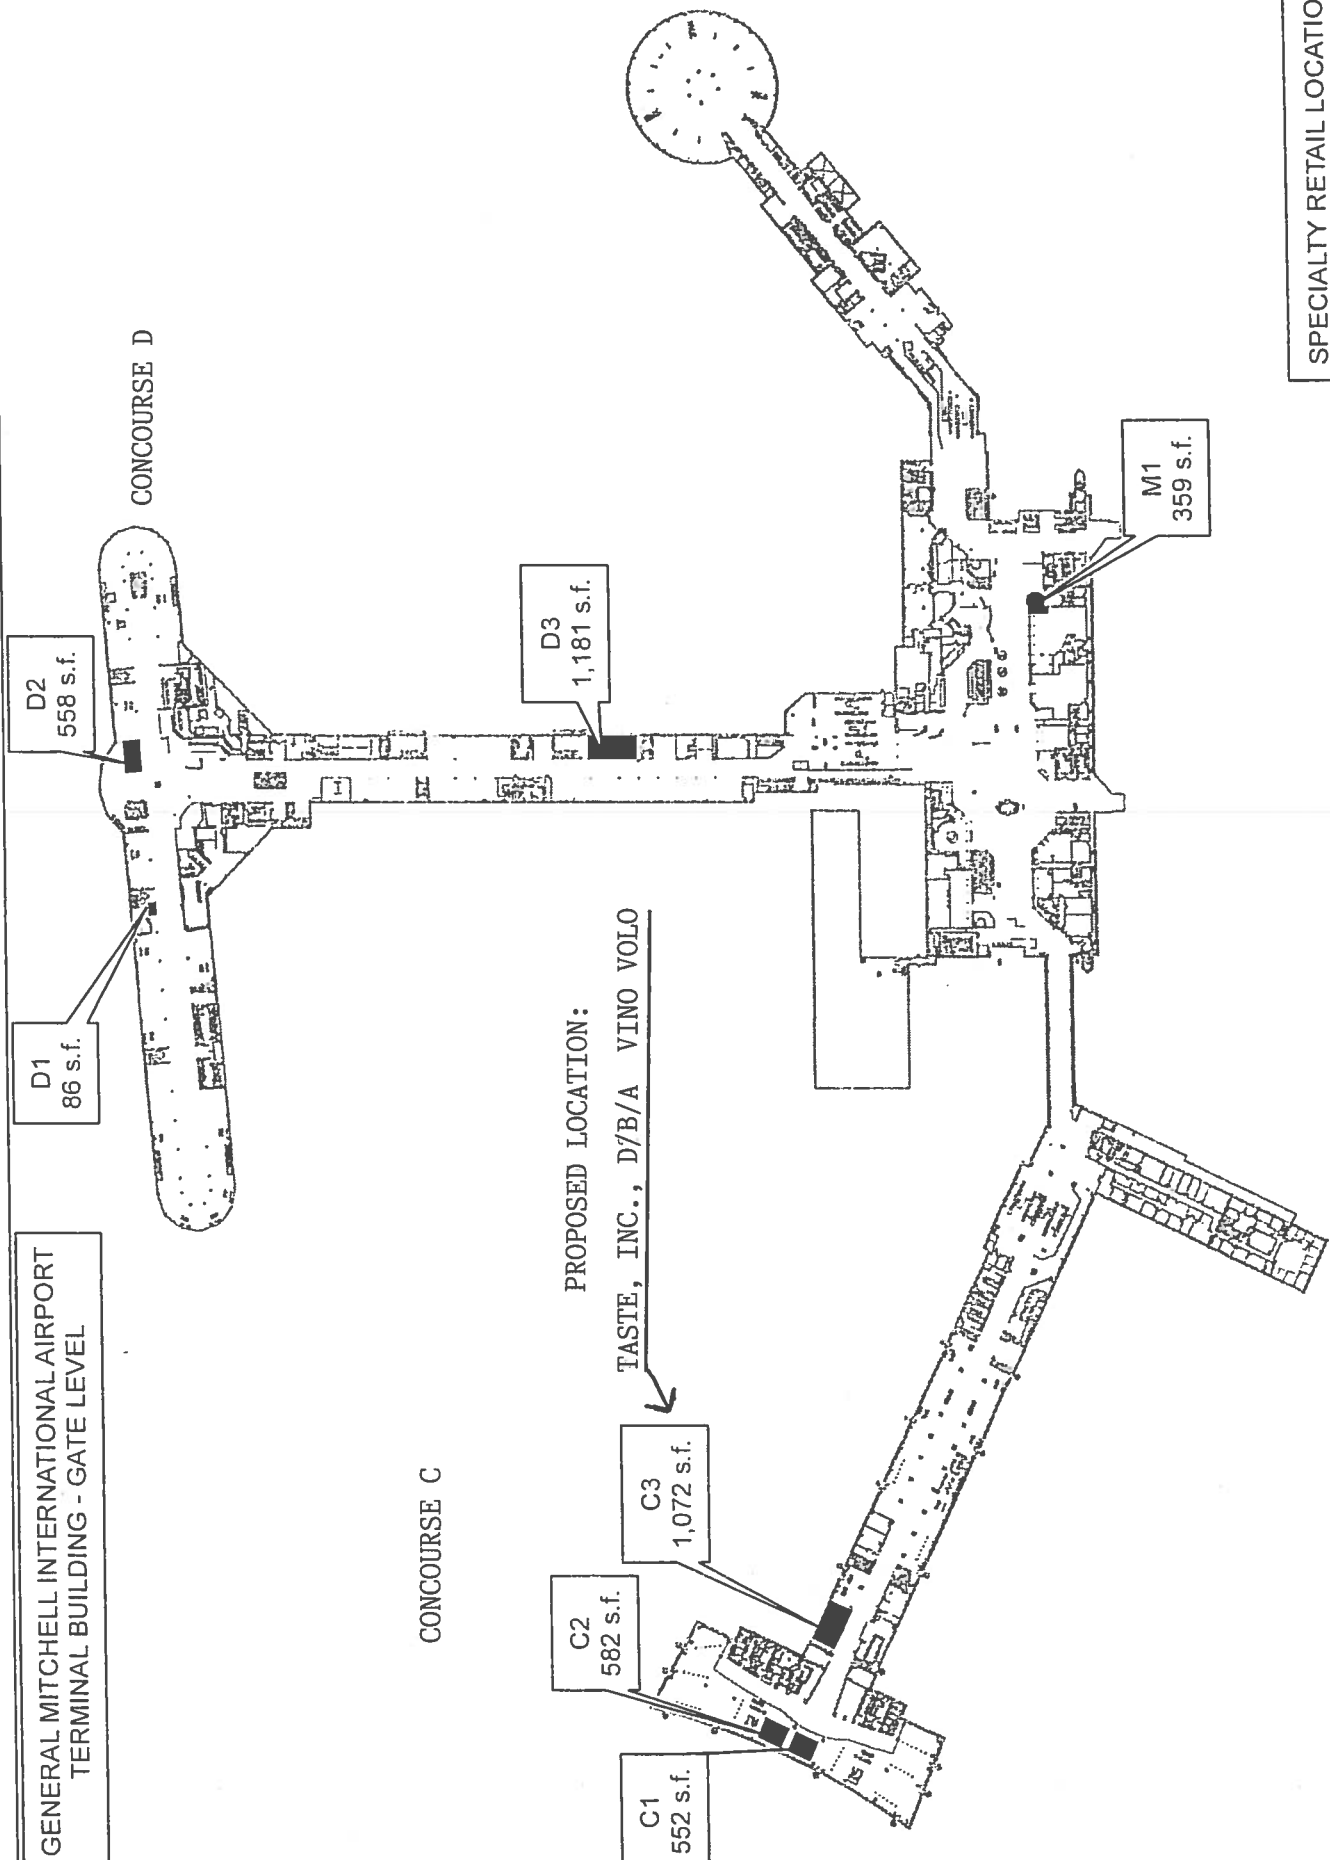 GENERAL MITCHELL INTERNATIONAL AIRPORT
TERMINAL BUILDING - GATE LEVEL
D1
86 s.f.
D2
558 s.f.
CONCOURSE D
D3
1,181 s.f.
CONCOURSE C
PROPOSED LOCATION:
TASTE, INC., D/B/A VINO VOLO
C1
552 s.f.
C2
582 s.f.
C3
1,072 s.f.
M1
359 s.f.
SPECIALTY RETAIL